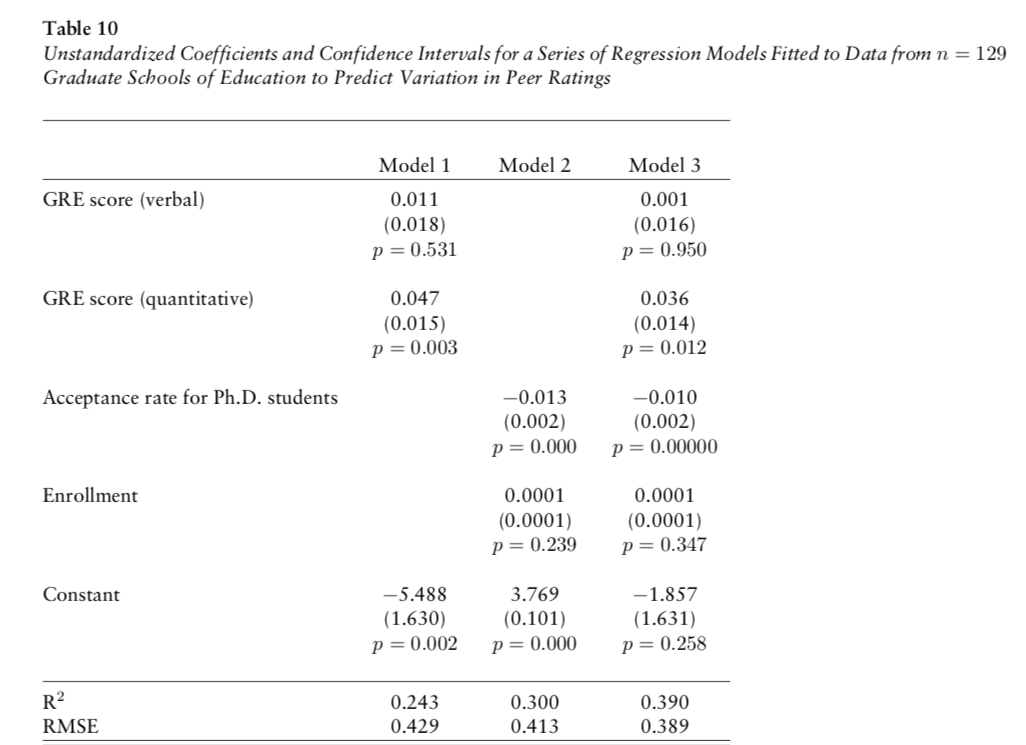 Table 10
Unstandardized Coefficients and Confidence Intervals for a Series of Regression Models Fitted to Data from n = 129
Graduate Schools of Education to Predict Variation in Peer Ratings
Model 1 Model 2 Model 3
GRE score (verbal) 0.011 0.001
(0.018) (0.016)
p = 0.531 p = 0.950
GRE score (quantitative) 0.047 0.036
(0.015) (0.014)
p = 0.003 p = 0.012
Acceptance rate for Ph.D. students −0.013 −0.010
(0.002) (0.002)
p = 0.000 p = 0.00000
Enrollment 0.0001 0.0001
(0.0001) (0.0001)
p = 0.239 p = 0.347
Constant −5.488 3.769 −1.857
(1.630) (0.101) (1.631)
p = 0.002 p = 0.000 p = 0.258
R² 0.243 0.300 0.390
RMSE 0.429 0.413 0.389